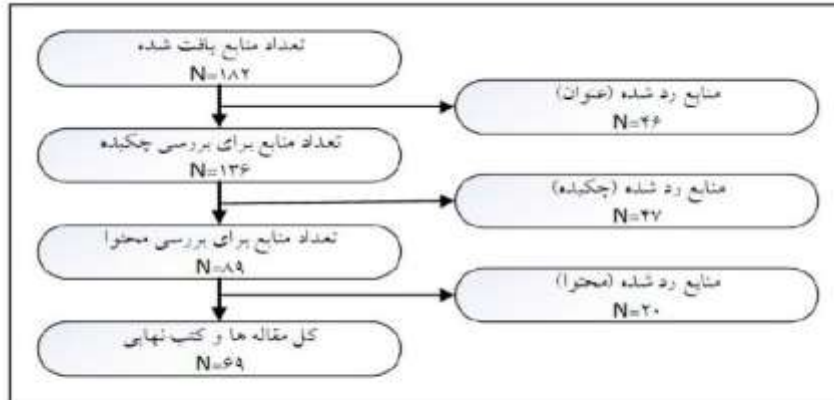 تعداد منابع یافت شده
N=۱۸۲
منابع رد شده (عنوان)
N=۴۶
تعداد منابع برای بررسی چکیده
N=۱۳۶
منابع رد شده (چکیده)
N=۴۷
تعداد منابع برای بررسی محتوا
N=۸۹
منابع رد شده (محتوا)
N=۲۰
کل مقاله ها و کتب نهایی
N=۶۹